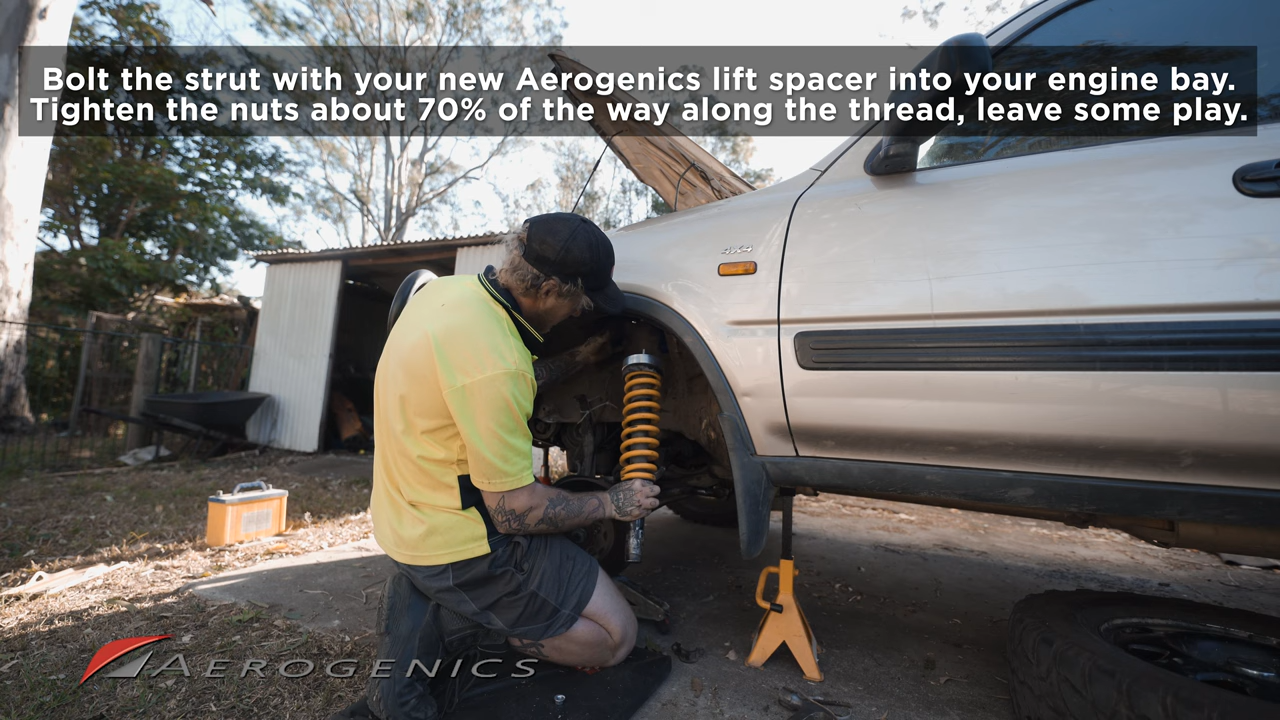 Bolt the strut with your new Aerogenics lift spacer into your engine bay.
Tighten the nuts about 70% of the way along the thread, leave some play.
4X4
AEROGENICS